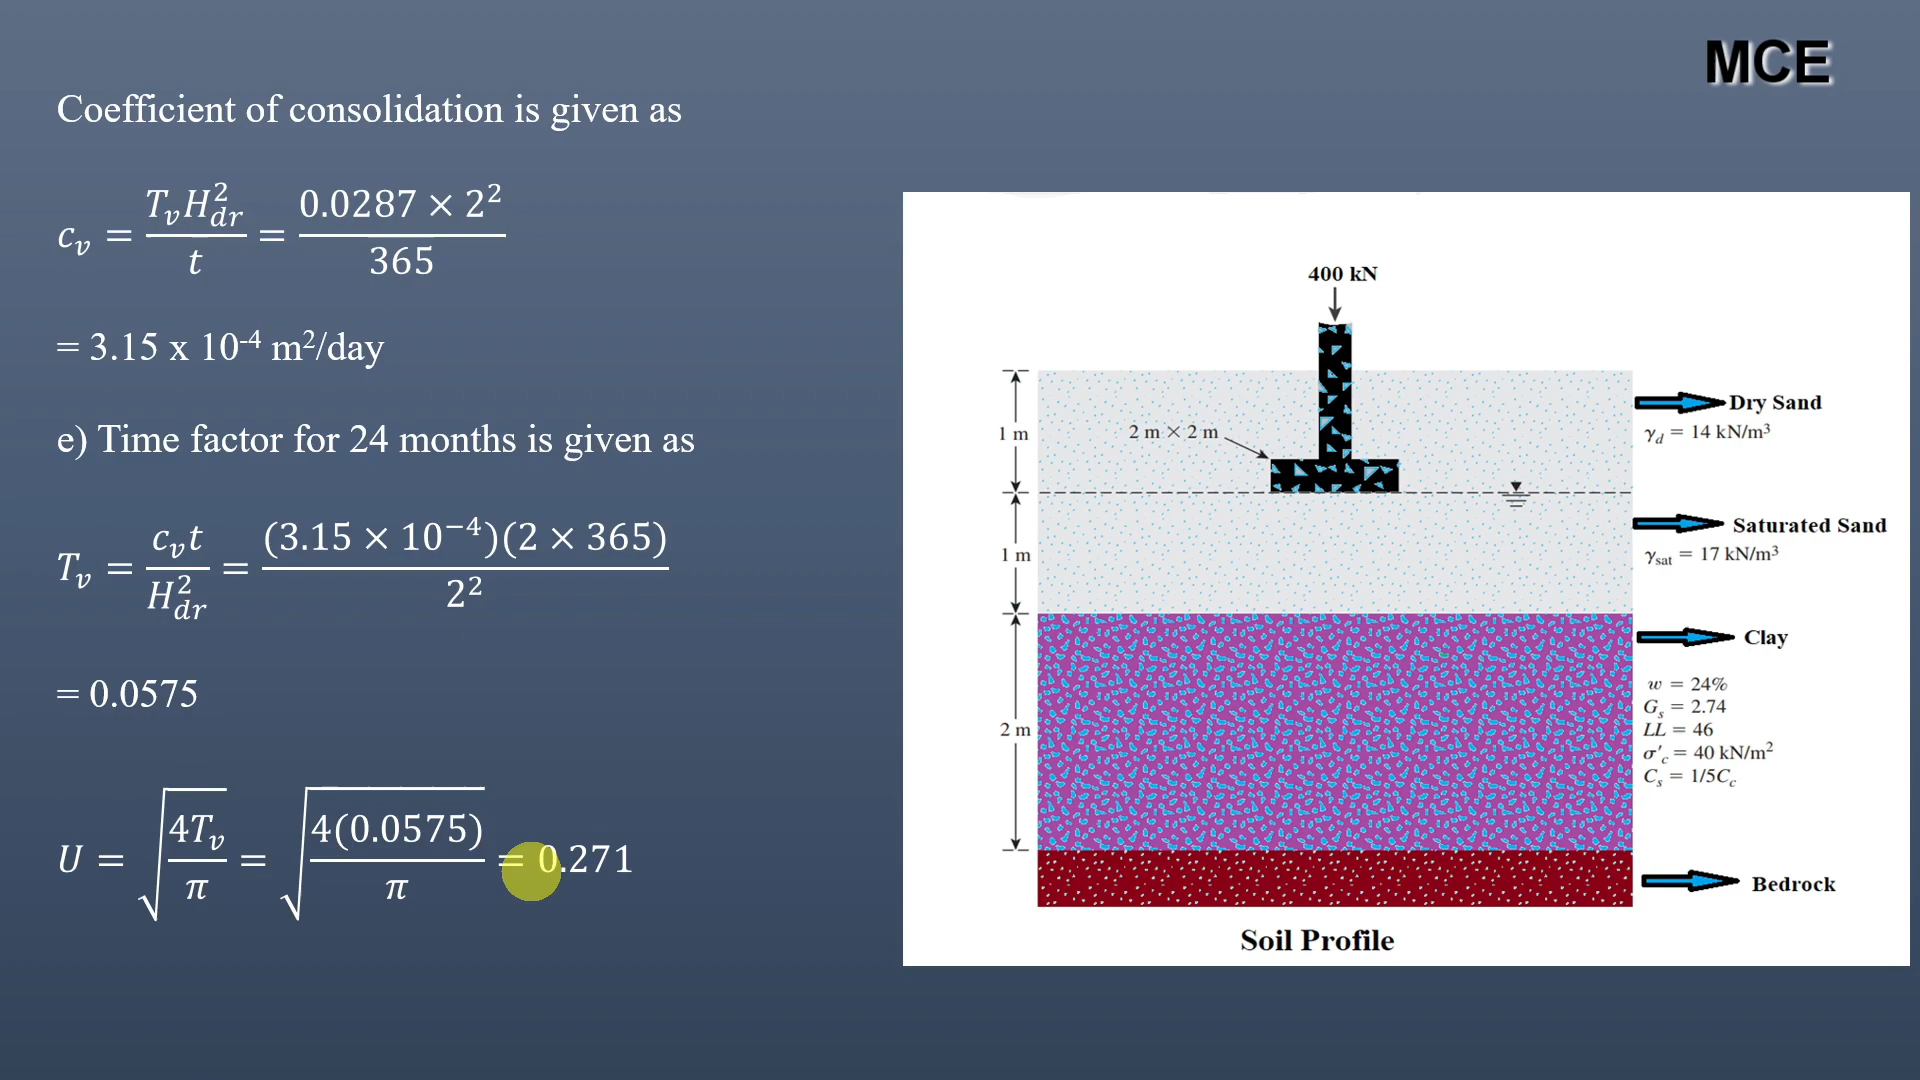 MCE
Coefficient of consolidation is given as
c_v = T_v H_dr^2 / t = 0.0287 × 2^2 / 365
= 3.15 x 10^-4 m^2/day
e) Time factor for 24 months is given as
T_v = c_v t / H_dr^2 = (3.15 × 10^−4)(2 × 365) / 2^2
= 0.0575
U = √(4T_v / π) = √(4(0.0575) / π) = 0.271
400 kN
1 m
2 m × 2 m
Dry Sand
γ_d = 14 kN/m^3
1 m
Saturated Sand
γ_sat = 17 kN/m^3
2 m
Clay
w = 24%
G_s = 2.74
LL = 46
σ'_c = 40 kN/m^2
C_s = 1/5C_c
Bedrock
Soil Profile